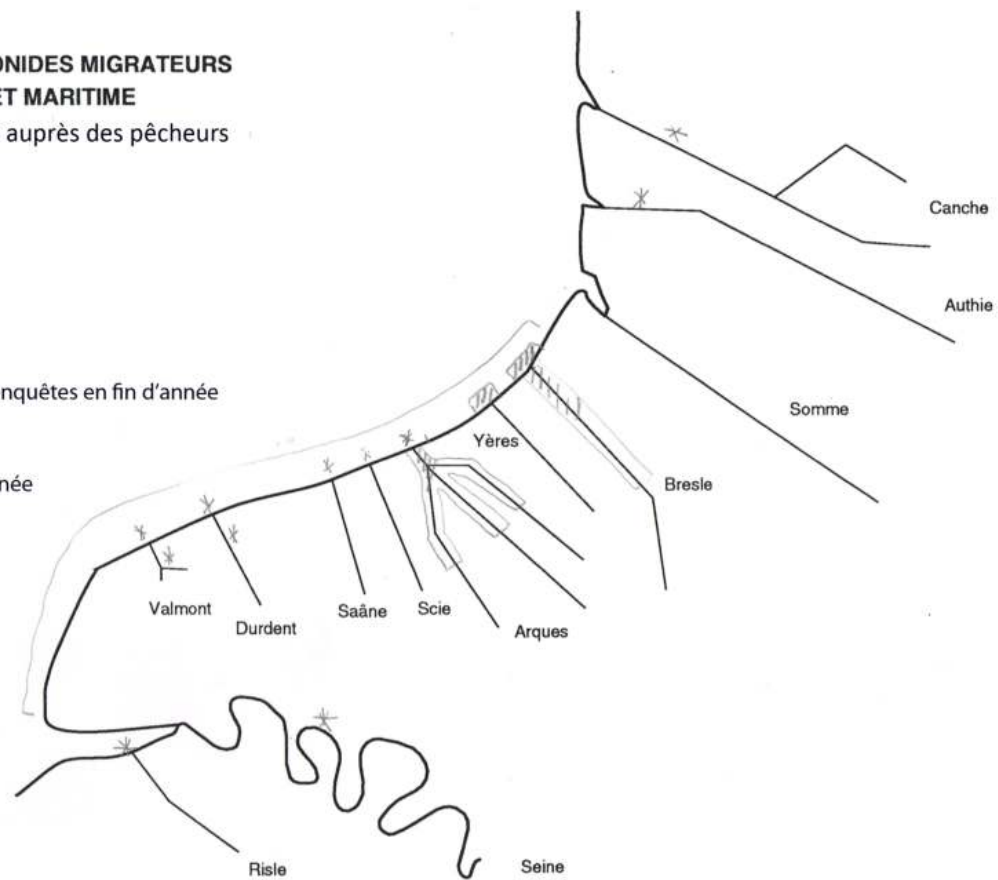 ONIDES MIGRATEURS
ET MARITIME
auprès des pêcheurs
Canche
Authie
enquêtes en fin d'année
Somme
Yères
née
Bresle
Valmont
Durdent
Saâne
Scie
Arques
Risle
Seine